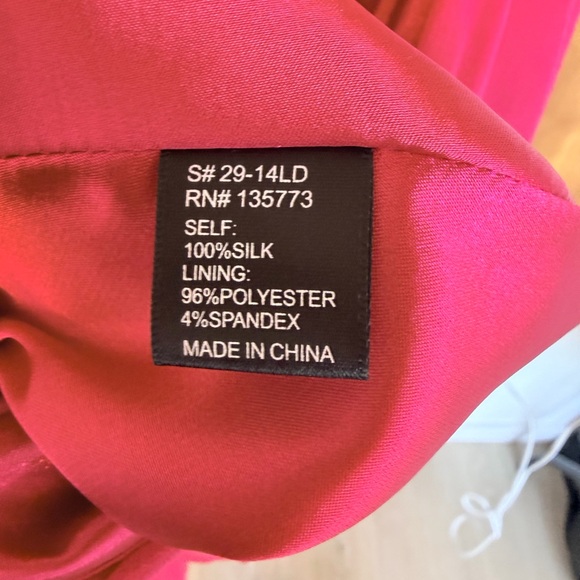 S# 29-14LD
RN# 135773
SELF:
100%SILK
LINING:
96%POLYESTER
4%SPANDEX
MADE IN CHINA